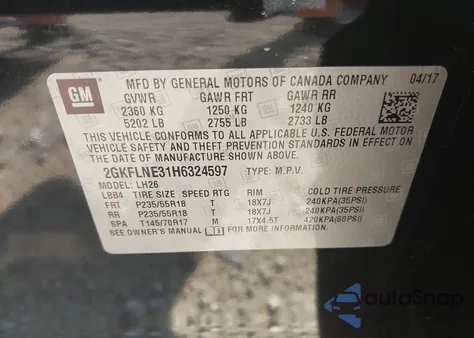 GM
MFD BY GENERAL MOTORS OF CANADA COMPANY 04/17
GVWR GAWR FRT GAWR RR
2360 KG 1250 KG 1240 KG
5202 LB 2755 LB 2733 LB
THIS VEHICLE CONFORMS TO ALL APPLICABLE U.S. FEDERAL MOTOR
VEHICLE SAFETY AND THEFT PREVENTION STANDARDS IN EFFECT ON
THE DATE OF MANUFACTURE SHOWN ABOVE.
2GKFLNE31H6324597 TYPE: M.P.V.
MODEL: LH26
LBB4 TIRE SIZE SPEED RTG RIM COLD TIRE PRESSURE
FRT P235/55R18 T 18X7J 240KPA(35PSI)
RR P235/55R18 T 18X7J 240KPA(35PSI)
SPA T145/70R17 M 17X4.5T 420KPA(60PSI)
SEE OWNER'S MANUAL FOR ADDITIONAL INFORMATION
autoSnap